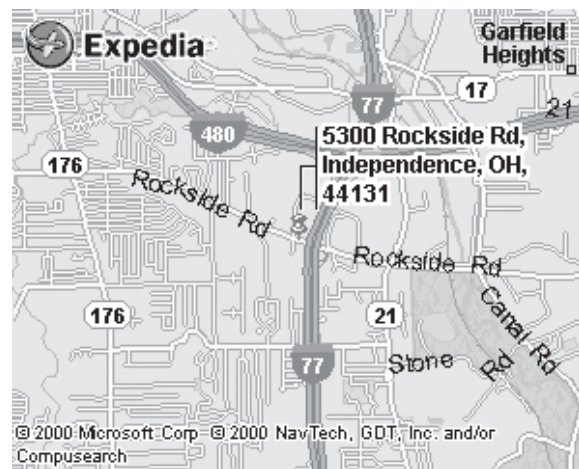 Expedia
Garfield
Heights
77
17
21
480
5300 Rockside Rd,
Independence, OH,
44131
176
Rockside Rd
Rockside Rd
Canal Rd
176
21
77
Stone Rd
© 2000 Microsoft Corp © 2000 NavTech, GDT, Inc. and/or
Compusearch